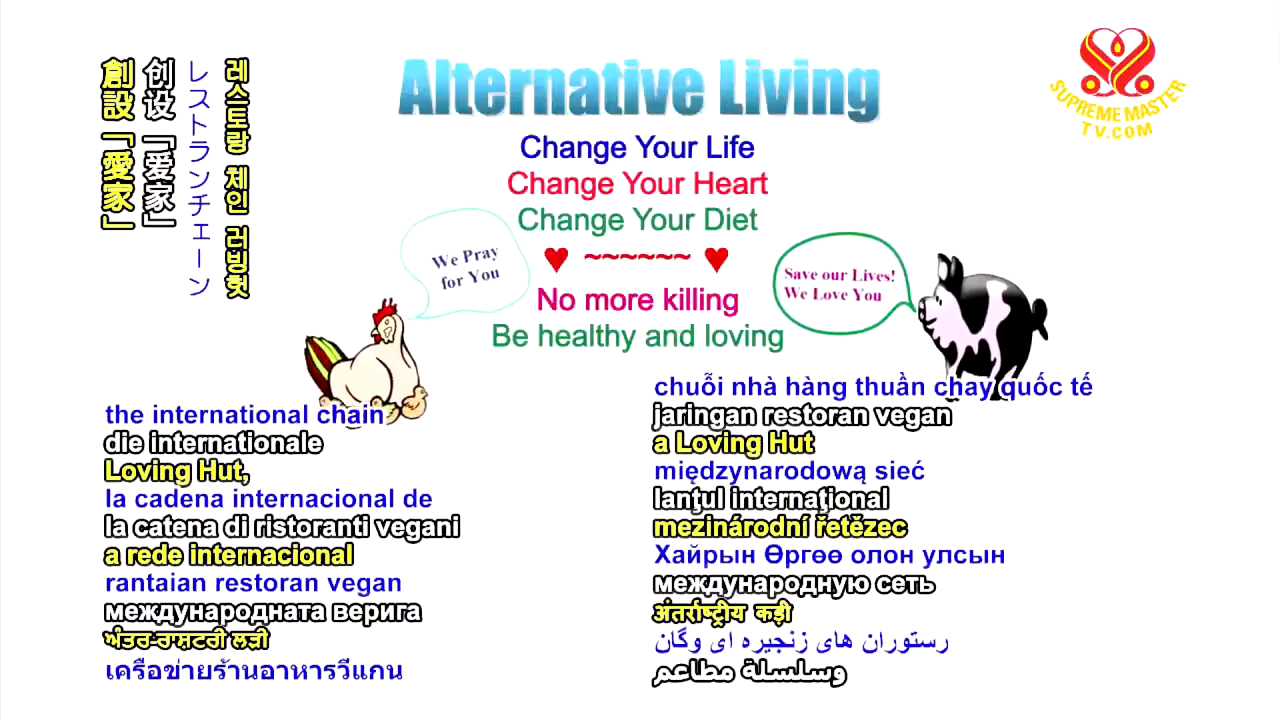 創設「愛家」
创设「爱家」
レストランチェーン
레스토랑 체인 러빙헛
Alternative Living
Change Your Life
Change Your Heart
Change Your Diet
♥ ~~~~~~ ♥
No more killing
Be healthy and loving
We Pray
for You
Save our Lives!
We Love You
SUPREME MASTER
TV.COM
the international chain
die internationale
Loving Hut,
la cadena internacional de
la catena di ristoranti vegani
a rede internacional
rantaian restoran vegan
международната верига
ਅੰਤਰ-ਰਾਸ਼ਟਰੀ ਲੜੀ
เครือข่ายร้านอาหารวีแกน
chuỗi nhà hàng thuần chay quốc tế
jaringan restoran vegan
a Loving Hut
międzynarodową sieć
lanţul internaţional
mezinárodní řetězec
Хайрын Өргөө олон улсын
международную сеть
अंतर्राष्ट्रीय कड़ी
رستوران های زنجیره ای وگان
وسلسلة مطاعم